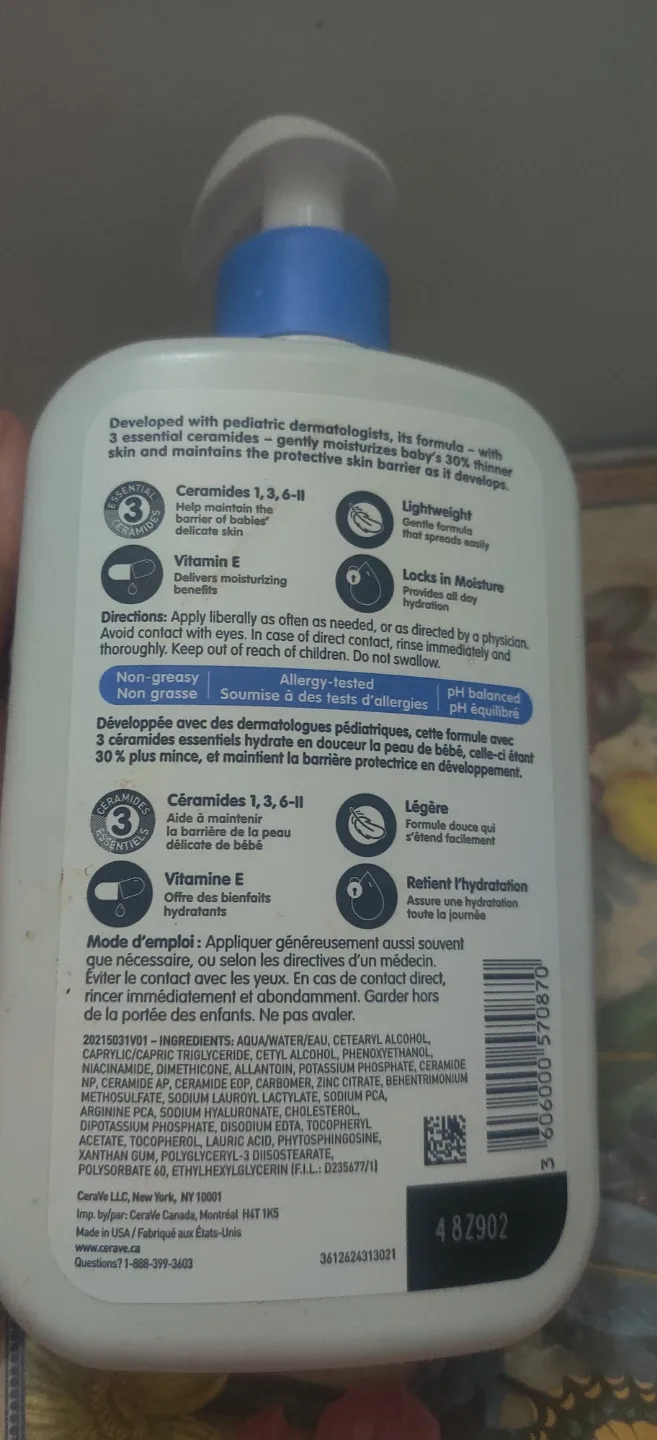 Developed with pediatric dermatologists, its formula – with
3 essential ceramides – gently moisturizes baby's 30% thinner
skin and maintains the protective skin barrier as it develops.
ESSENTIAL
3
CERAMIDES
Ceramides 1, 3, 6-II
Help maintain the
barrier of babies'
delicate skin
Lightweight
Gentle formula
that spreads easily
Vitamin E
Delivers moisturizing
benefits
Locks in Moisture
Provides all day
hydration
Directions: Apply liberally as often as needed, or as directed by a physician.
Avoid contact with eyes. In case of direct contact, rinse immediately and
thoroughly. Keep out of reach of children. Do not swallow.
Non-greasy
Non grasse
Allergy-tested
Soumise à des tests d'allergies
pH balanced
pH équilibré
Développée avec des dermatologues pédiatriques, cette formule avec
3 céramides essentiels hydrate en douceur la peau de bébé, celle-ci étant
30 % plus mince, et maintient la barrière protectrice en développement.
CÉRAMIDES
3
ESSENTIELS
Céramides 1, 3, 6-II
Aide à maintenir
la barrière de la peau
délicate de bébé
Légère
Formule douce qui
s'étend facilement
Vitamine E
Offre des bienfaits
hydratants
Retient l'hydratation
Assure une hydratation
toute la journée
Mode d'emploi : Appliquer généreusement aussi souvent
que nécessaire, ou selon les directives d'un médecin.
Éviter le contact avec les yeux. En cas de contact direct,
rincer immédiatement et abondamment. Garder hors
de la portée des enfants. Ne pas avaler.
20215031V01 – INGREDIENTS: AQUA/WATER/EAU, CETEARYL ALCOHOL,
CAPRYLIC/CAPRIC TRIGLYCERIDE, CETYL ALCOHOL, PHENOXYETHANOL,
NIACINAMIDE, DIMETHICONE, ALLANTOIN, POTASSIUM PHOSPHATE, CERAMIDE
NP, CERAMIDE AP, CERAMIDE EOP, CARBOMER, ZINC CITRATE, BEHENTRIMONIUM
METHOSULFATE, SODIUM LAUROYL LACTYLATE, SODIUM PCA,
ARGININE PCA, SODIUM HYALURONATE, CHOLESTEROL,
DIPOTASSIUM PHOSPHATE, DISODIUM EDTA, TOCOPHERYL
ACETATE, TOCOPHEROL, LAURIC ACID, PHYTOSPHINGOSINE,
XANTHAN GUM, POLYGLYCERYL-3 DIISOSTEARATE,
POLYSORBATE 60, ETHYLHEXYLGLYCERIN (F.I.L.: D235677/1)
CeraVe LLC, New York, NY 10001
Imp. by/par: CeraVe Canada, Montréal H4T 1K5
Made in USA / Fabriqué aux États-Unis
www.cerave.ca
Questions? 1-888-399-3603
3612624313021
3 606000 570870
48Z902